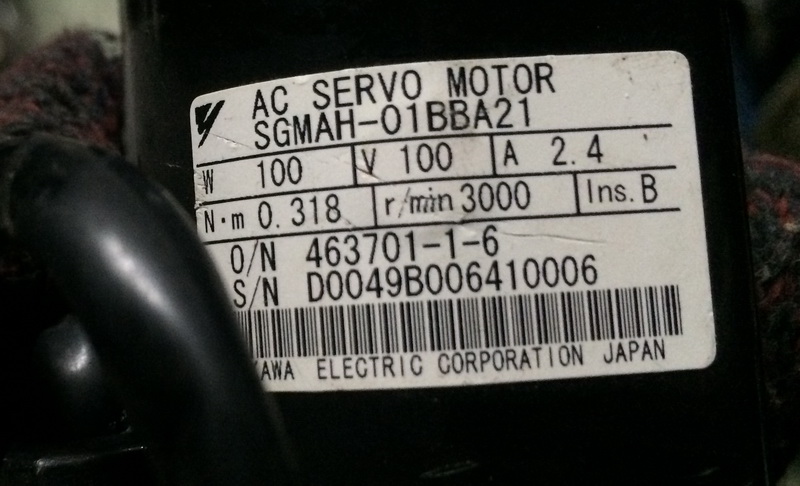 AC SERVO MOTOR
SGMAH-01BBA21
W 100 V 100 A 2.4
N·m 0.318 r/min 3000 Ins. B
O/N 463701-1-6
S/N D0049B006410006
ELECTRIC CORPORATION JAPAN